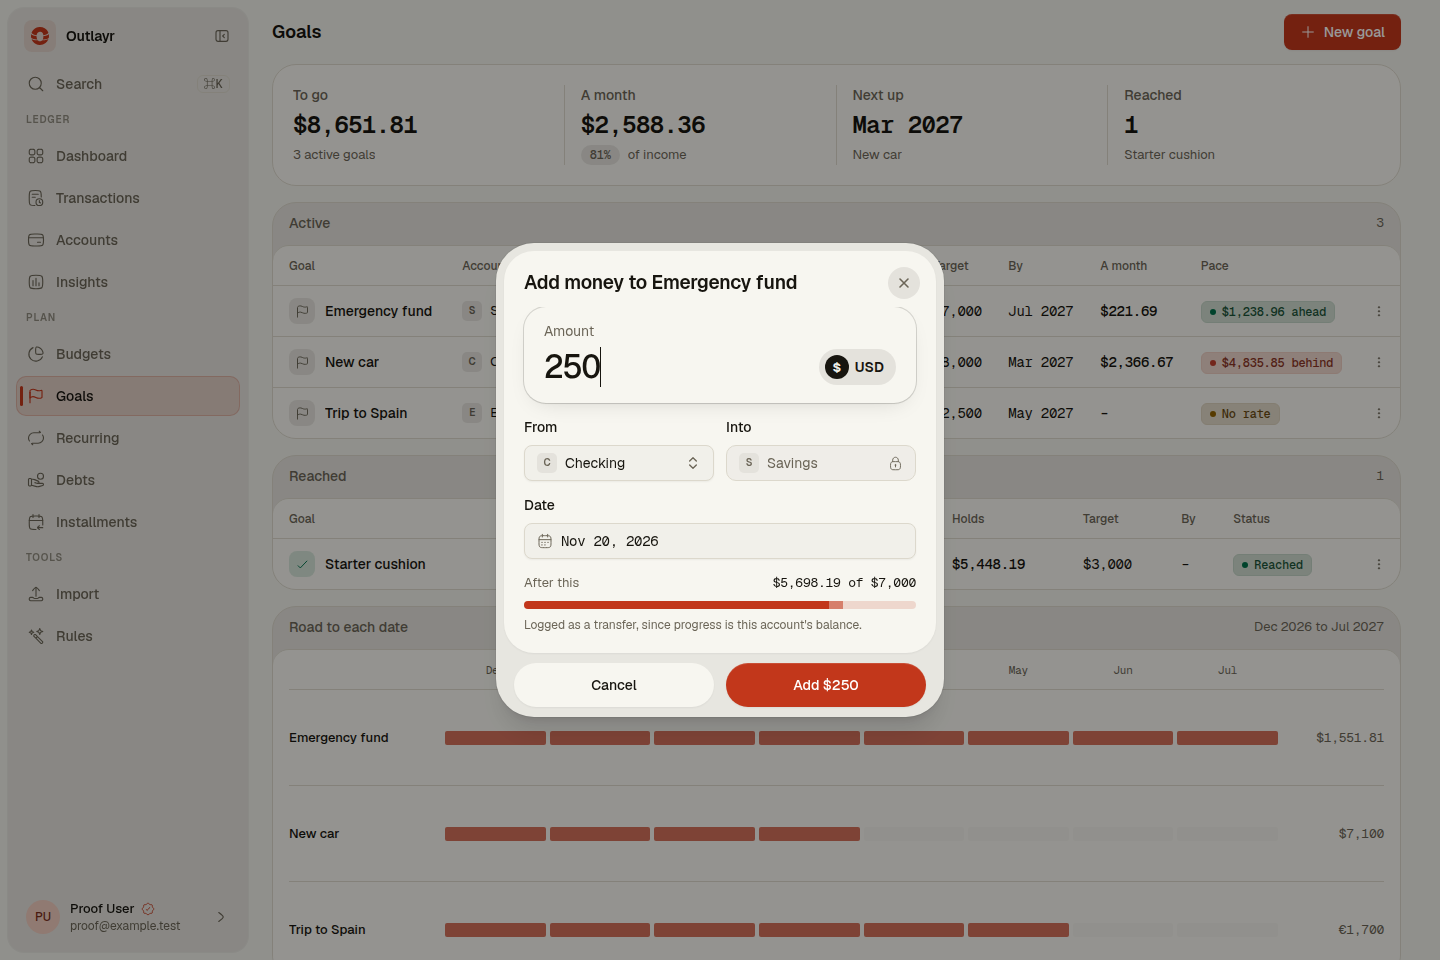 Outlayr
Search ⌘K
LEDGER
Dashboard
Transactions
Accounts
Insights
PLAN
Budgets
Goals
Recurring
Debts
Installments
TOOLS
Import
Rules
PU
Proof User
proof@example.test
Goals
New goal
To go
$8,651.81
3 active goals
A month
$2,588.36
81% of income
Next up
Mar 2027
New car
Reached
1
Starter cushion
Active 3
Goal By A month Pace
Emergency fund S Jul 2027 $221.69 $1,238.96 ahead
New car C Mar 2027 $2,366.67 $4,835.85 behind
Trip to Spain E May 2027 – No rate
Reached 1
Goal Holds Target By Status
Starter cushion $5,448.19 $3,000 – Reached
Road to each date Dec 2026 to Jul 2027
May Jun Jul
Emergency fund $1,551.81
New car $7,100
Trip to Spain €1,700
Add money to Emergency fund
Amount
250
$ USD
From Into
C Checking S Savings
Date
Nov 20, 2026
After this $5,698.19 of $7,000
Logged as a transfer, since progress is this account's balance.
Cancel Add $250